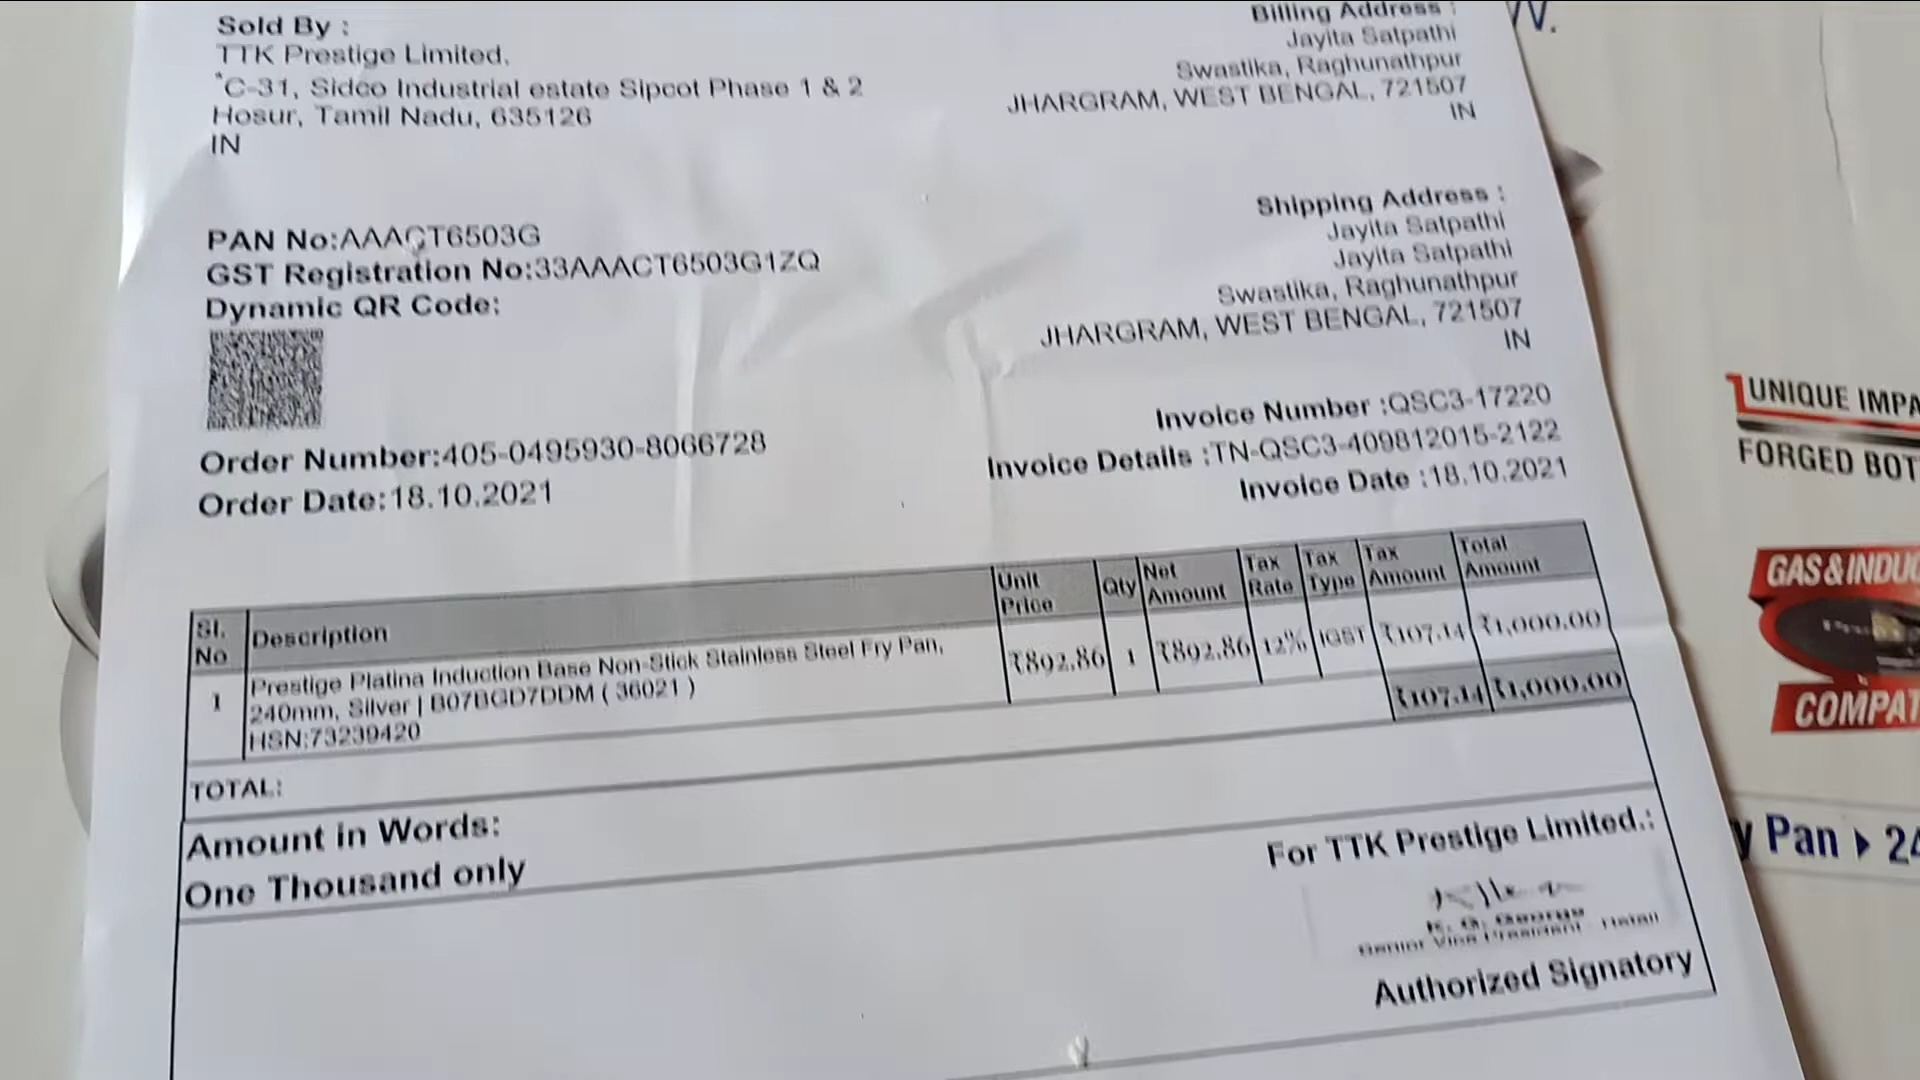 Sold By :
TTK Prestige Limited.
*C-31, Sidco Industrial estate Sipcot Phase 1 & 2
Hosur, Tamil Nadu, 635126
IN
Billing Address :
Jayita Satpathi
Swastika, Raghunathpur
JHARGRAM, WEST BENGAL, 721507
IN
PAN No:AAACT6503G
GST Registration No:33AAACT6503G1ZQ
Dynamic QR Code:
Shipping Address :
Jayita Satpathi
Jayita Satpathi
Swastika, Raghunathpur
JHARGRAM, WEST BENGAL, 721507
IN
Order Number:405-0495930-8066728
Order Date:18.10.2021
Invoice Number :QSC3-17220
Invoice Details :TN-QSC3-409812015-2122
Invoice Date :18.10.2021
Sl. No Description Unit Price Qty Net Amount Tax Rate Tax Type Tax Amount Total Amount
1 Prestige Platina Induction Base Non-Stick Stainless Steel Fry Pan, ₹892.86 1 ₹892.86 12% IGST ₹107.14 ₹1,000.00
240mm, Silver | B07BGD7DDM ( 36021 )
HSN:73239420
TOTAL: ₹107.14 ₹1,000.00
Amount in Words:
One Thousand only
For TTK Prestige Limited.:
K. G. George
Senior Vice President - Retail
Authorized Signatory
UNIQUE IMPA
FORGED BOT
GAS & INDUC
COMPAT
y Pan ▸ 24